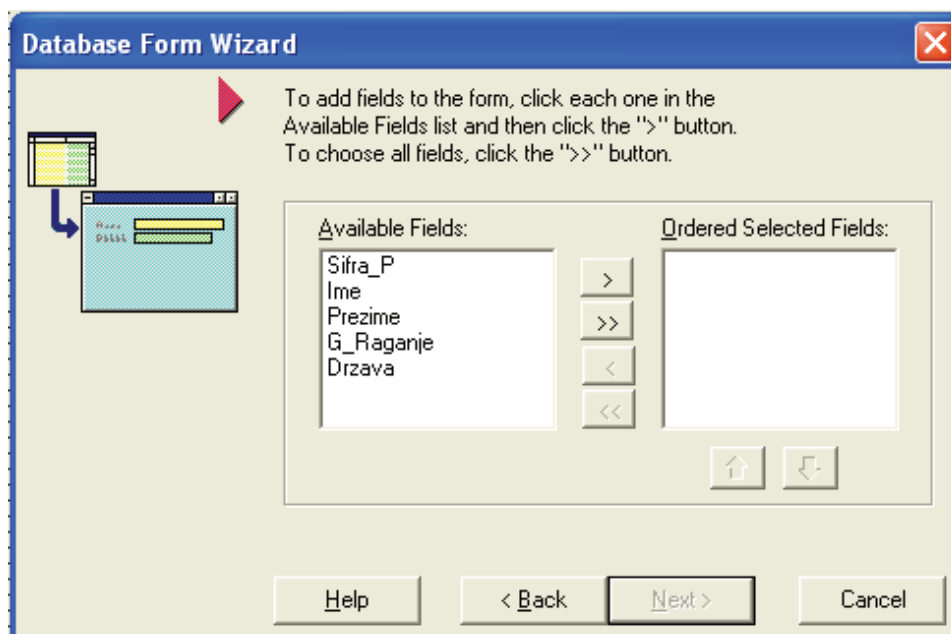 Database Form Wizard
To add fields to the form, click each one in the
Available Fields list and then click the ">" button.
To choose all fields, click the ">>" button.
Available Fields:
Ordered Selected Fields:
Sifra_P
Ime
Prezime
G_Raganje
Drzava
>
>>
<
<<
Help
< Back
Next >
Cancel